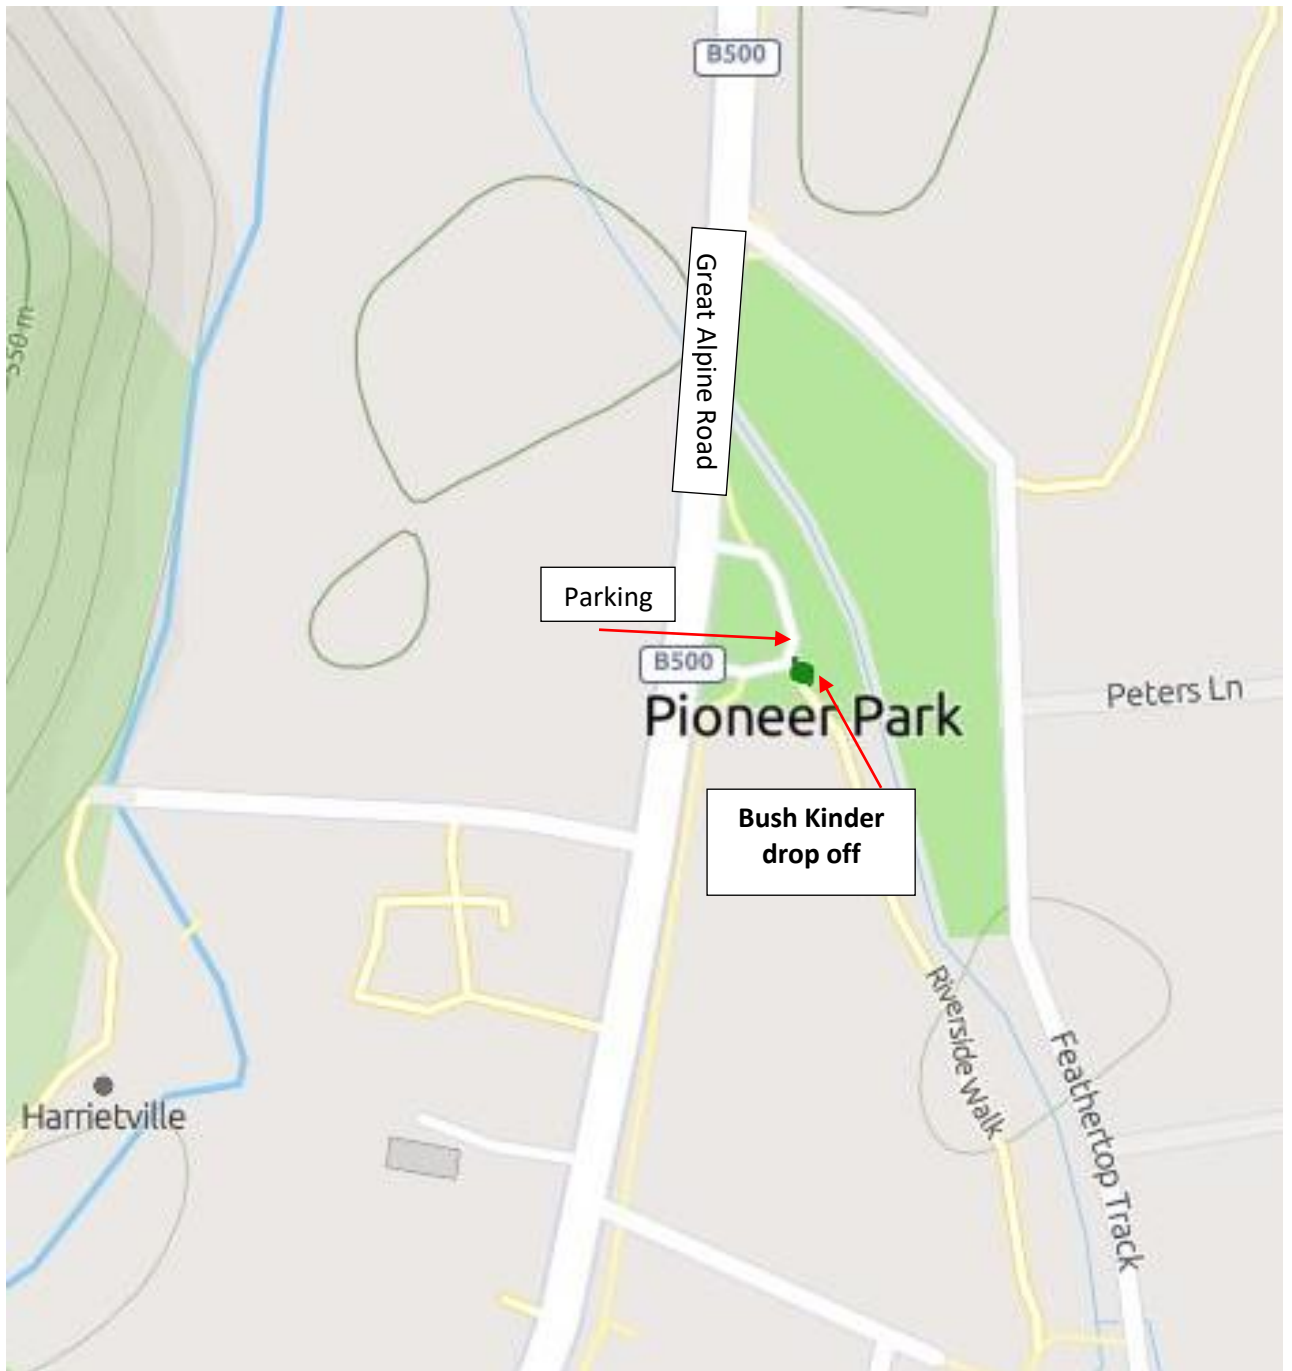 B500
Great Alpine Road
550 m
Parking
B500
Peters Ln
Pioneer Park
Bush Kinder
drop off
Riverside Walk
Feathertop Track
Harrietville